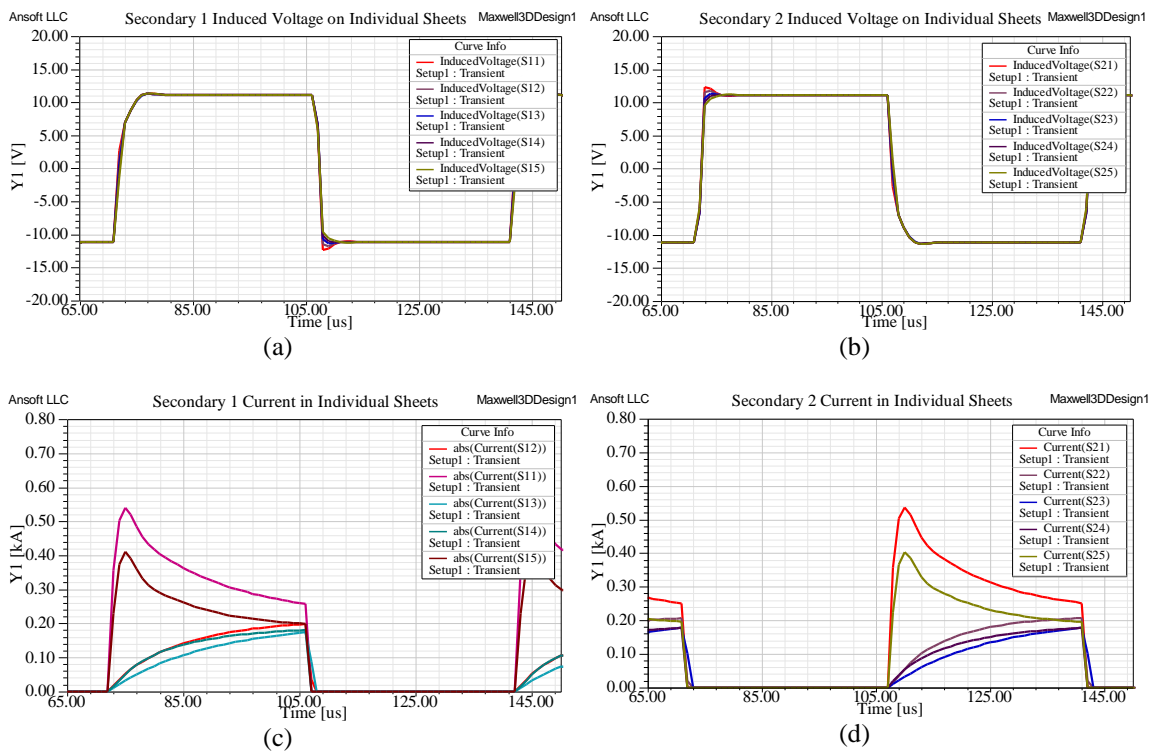 Ansoft LLC Secondary 1 Induced Voltage on Individual Sheets Maxwell3DDesign1
20.00
15.00
10.00
5.00
0.00
-5.00
-10.00
-15.00
-20.00
Y1 [V]
Curve Info
InducedVoltage(S11)
Setup1 : Transient
InducedVoltage(S12)
Setup1 : Transient
InducedVoltage(S13)
Setup1 : Transient
InducedVoltage(S14)
Setup1 : Transient
InducedVoltage(S15)
Setup1 : Transient
65.00 85.00 105.00 125.00 145.00
Time [us]
(a)
Ansoft LLC Secondary 2 Induced Voltage on Individual Sheets Maxwell3DDesign1
20.00
15.00
10.00
5.00
0.00
-5.00
-10.00
-15.00
-20.00
Y1 [V]
Curve Info
InducedVoltage(S21)
Setup1 : Transient
InducedVoltage(S22)
Setup1 : Transient
InducedVoltage(S23)
Setup1 : Transient
InducedVoltage(S24)
Setup1 : Transient
InducedVoltage(S25)
Setup1 : Transient
65.00 85.00 105.00 125.00 145.00
Time [us]
(b)
Ansoft LLC Secondary 1 Current in Individual Sheets Maxwell3DDesign1
0.80
0.70
0.60
0.50
0.40
0.30
0.20
0.10
0.00
Y1 [kA]
Curve Info
abs(Current(S12))
Setup1 : Transient
abs(Current(S11))
Setup1 : Transient
abs(Current(S13))
Setup1 : Transient
abs(Current(S14))
Setup1 : Transient
abs(Current(S15))
Setup1 : Transient
65.00 85.00 105.00 125.00 145.00
Time [us]
(c)
Ansoft LLC Secondary 2 Current in Individual Sheets Maxwell3DDesign1
0.80
0.70
0.60
0.50
0.40
0.30
0.20
0.10
0.00
Y1 [kA]
Curve Info
Current(S21)
Setup1 : Transient
Current(S22)
Setup1 : Transient
Current(S23)
Setup1 : Transient
Current(S24)
Setup1 : Transient
Current(S25)
Setup1 : Transient
65.00 85.00 105.00 125.00 145.00
Time [us]
(d)